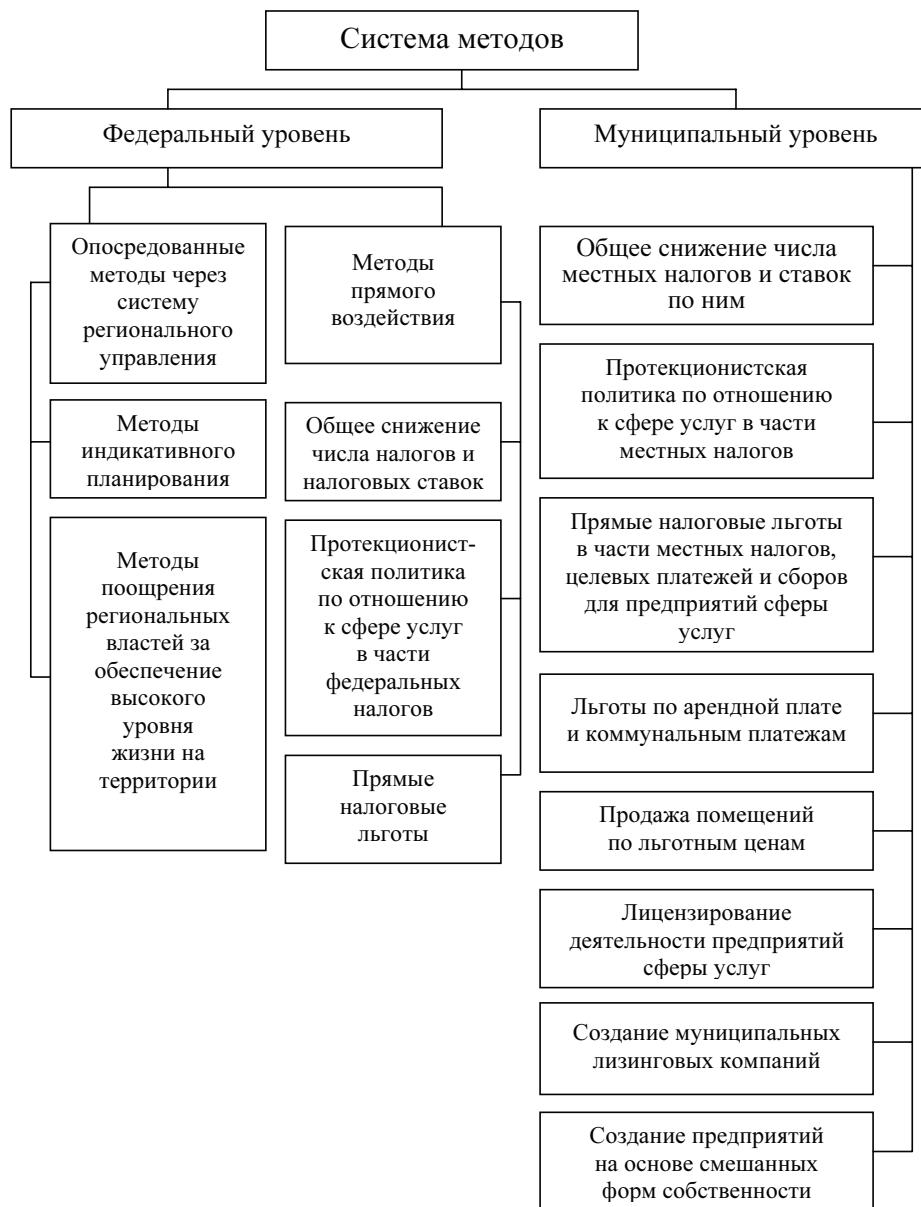 Система методов
Федеральный уровень
Опосредованные
методы через
систему
регионального
управления
Методы
индикативного
планирования
Методы
поощрения
региональных
властей за
обеспечение
высокого
уровня
жизни на
территории
Методы
прямого
воздействия
Общее снижение
числа налогов и
налоговых ставок
Протекционист-
ская политика
по отношению
к сфере услуг
в части
федеральных
налогов
Прямые
налоговые
льготы
Муниципальный уровень
Общее снижение числа
местных налогов и ставок
по ним
Протекционистская
политика по отношению
к сфере услуг в части
местных налогов
Прямые налоговые льготы
в части местных налогов,
целевых платежей и сборов
для предприятий сферы
услуг
Льготы по арендной плате
и коммунальным платежам
Продажа помещений
по льготным ценам
Лицензирование
деятельности предприятий
сферы услуг
Создание муниципальных
лизинговых компаний
Создание предприятий
на основе смешанных
форм собственности